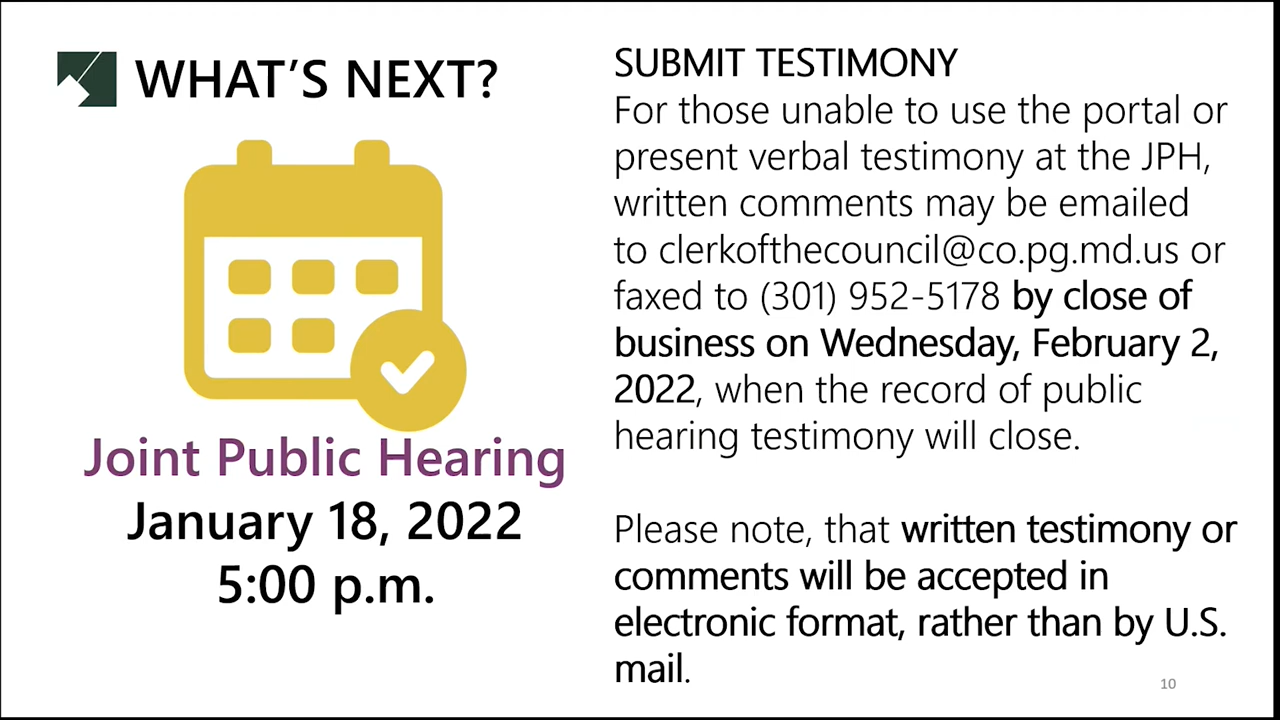 WHAT'S NEXT?
Joint Public Hearing
January 18, 2022
5:00 p.m.
SUBMIT TESTIMONY
For those unable to use the portal or
present verbal testimony at the JPH,
written comments may be emailed
to clerkofthecouncil@co.pg.md.us or
faxed to (301) 952-5178 by close of
business on Wednesday, February 2,
2022, when the record of public
hearing testimony will close.
Please note, that written testimony or
comments will be accepted in
electronic format, rather than by U.S.
mail.
10